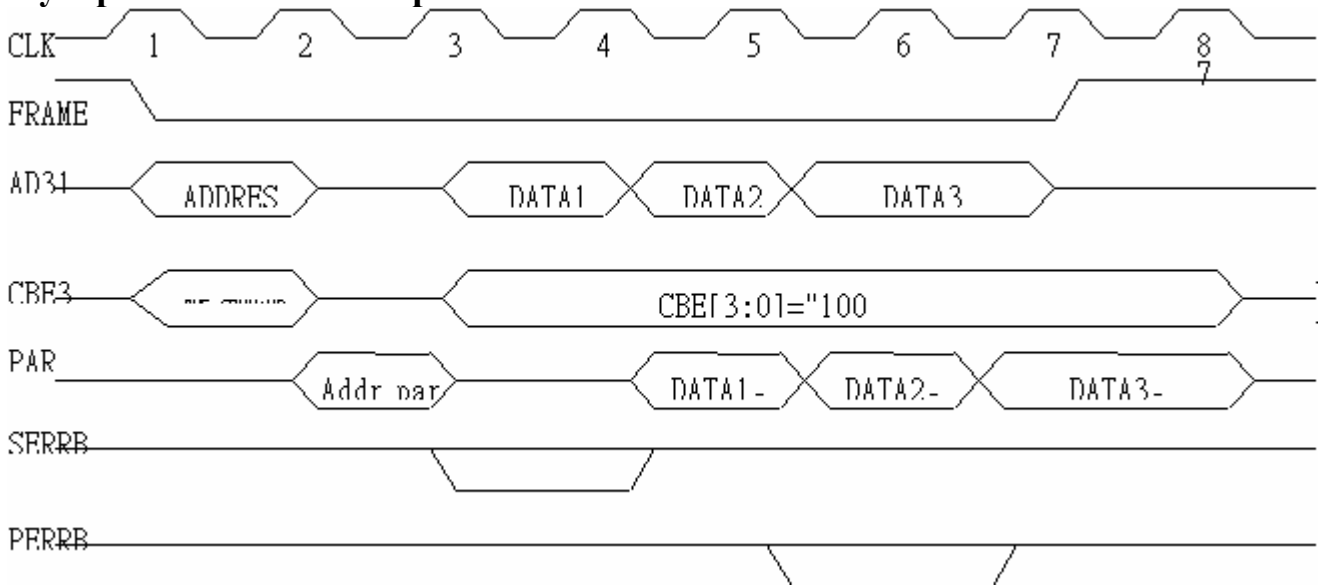 CLK 1 2 3 4 5 6 7 8
7
FRAME
AD31 ADDRES DATA1 DATA2 DATA3
CBE3 CBE[3:0]="100
PAR Addr par DATA1- DATA2- DATA3-
SERRB
PERRB